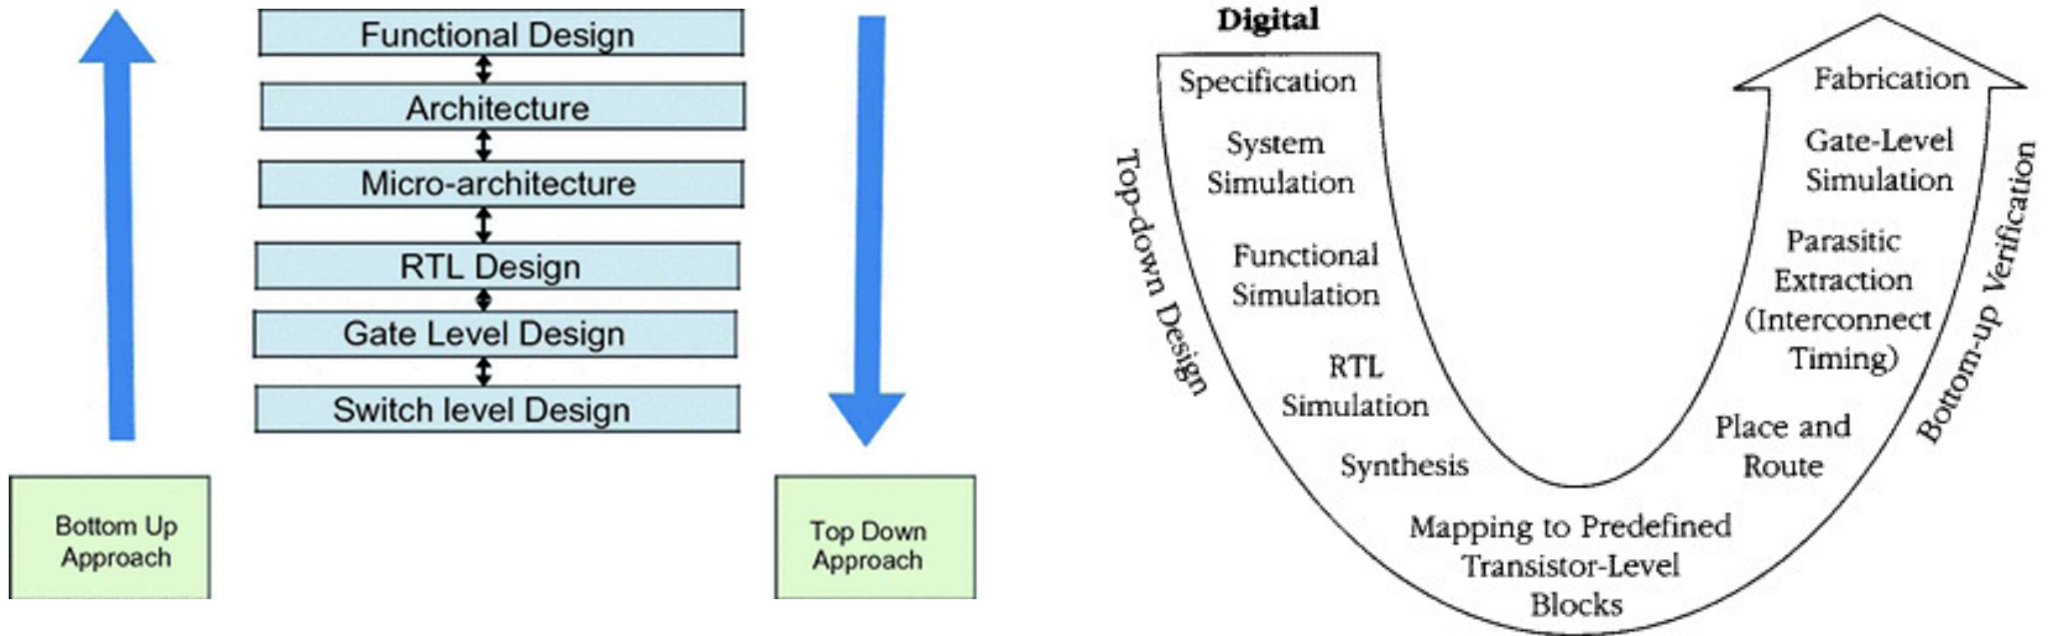 Functional Design
Architecture
Micro-architecture
RTL Design
Gate Level Design
Switch level Design
Bottom Up
Approach
Top Down
Approach
Digital
Specification
System
Simulation
Functional
Simulation
RTL
Simulation
Synthesis
Mapping to Predefined
Transistor-Level
Blocks
Place and
Route
Parasitic
Extraction
(Interconnect
Timing)
Gate-Level
Simulation
Fabrication
Top-down Design
Bottom-up Verification